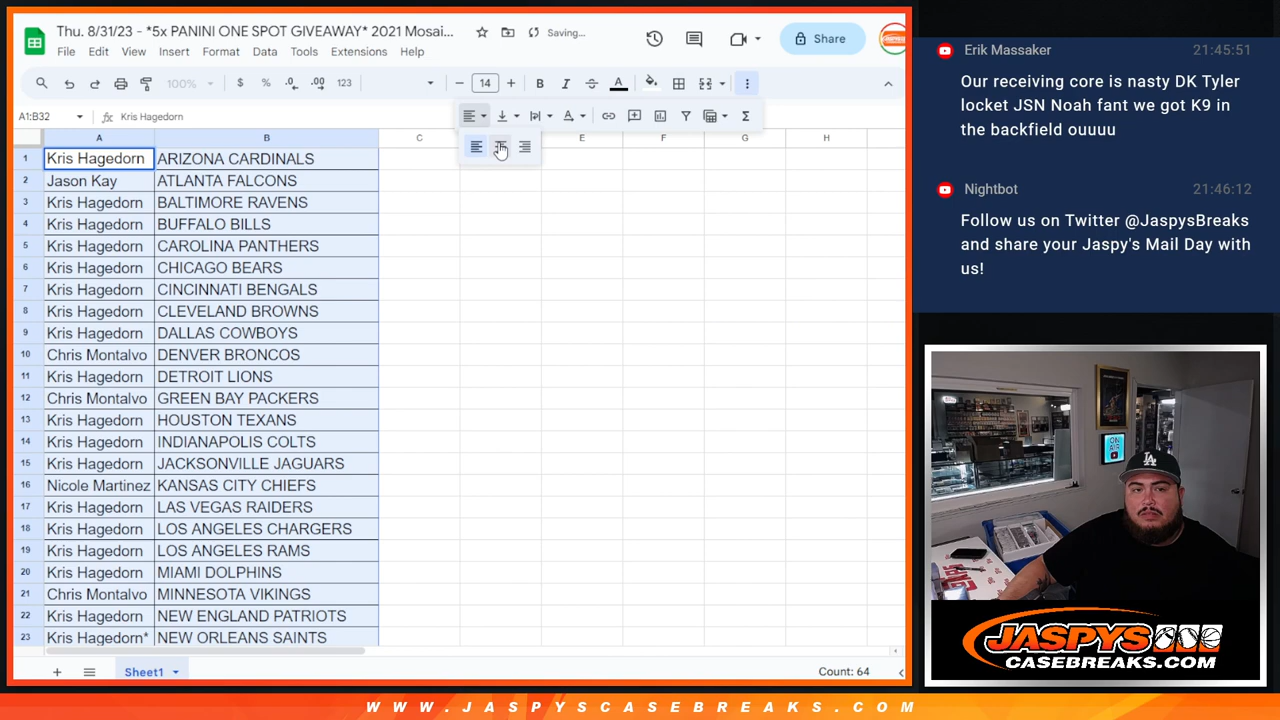 Thu. 8/31/23 - *5x PANINI ONE SPOT GIVEAWAY* 2021 Mosai...
Saving...
Share
File Edit View Insert Format Data Tools Extensions Help
100% $ % .0 .00 123 14 B I S A
A1:B32 fx Kris Hagedorn
A B C D E F G H
1 Kris Hagedorn ARIZONA CARDINALS
2 Jason Kay ATLANTA FALCONS
3 Kris Hagedorn BALTIMORE RAVENS
4 Kris Hagedorn BUFFALO BILLS
5 Kris Hagedorn CAROLINA PANTHERS
6 Kris Hagedorn CHICAGO BEARS
7 Kris Hagedorn CINCINNATI BENGALS
8 Kris Hagedorn CLEVELAND BROWNS
9 Kris Hagedorn DALLAS COWBOYS
10 Chris Montalvo DENVER BRONCOS
11 Kris Hagedorn DETROIT LIONS
12 Chris Montalvo GREEN BAY PACKERS
13 Kris Hagedorn HOUSTON TEXANS
14 Kris Hagedorn INDIANAPOLIS COLTS
15 Kris Hagedorn JACKSONVILLE JAGUARS
16 Nicole Martinez KANSAS CITY CHIEFS
17 Kris Hagedorn LAS VEGAS RAIDERS
18 Kris Hagedorn LOS ANGELES CHARGERS
19 Kris Hagedorn LOS ANGELES RAMS
20 Kris Hagedorn MIAMI DOLPHINS
21 Chris Montalvo MINNESOTA VIKINGS
22 Kris Hagedorn NEW ENGLAND PATRIOTS
23 Kris Hagedorn* NEW ORLEANS SAINTS
Sheet1
Count: 64
Erik Massaker 21:45:51
Our receiving core is nasty DK Tyler
locket JSN Noah fant we got K9 in
the backfield ouuuu
Nightbot 21:46:12
Follow us on Twitter @JaspysBreaks
and share your Jaspy's Mail Day with
us!
ON
AIR
LA
JASPYS
CASEBREAKS.COM
WWW.JASPYSCASEBREAKS.COM